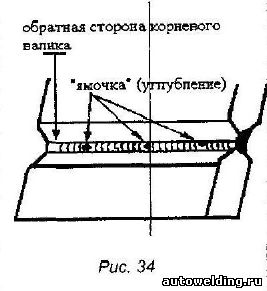 обратная сторона корневого
валика
"ямочка" (углубление)
Рис. 34
autowelding.ru